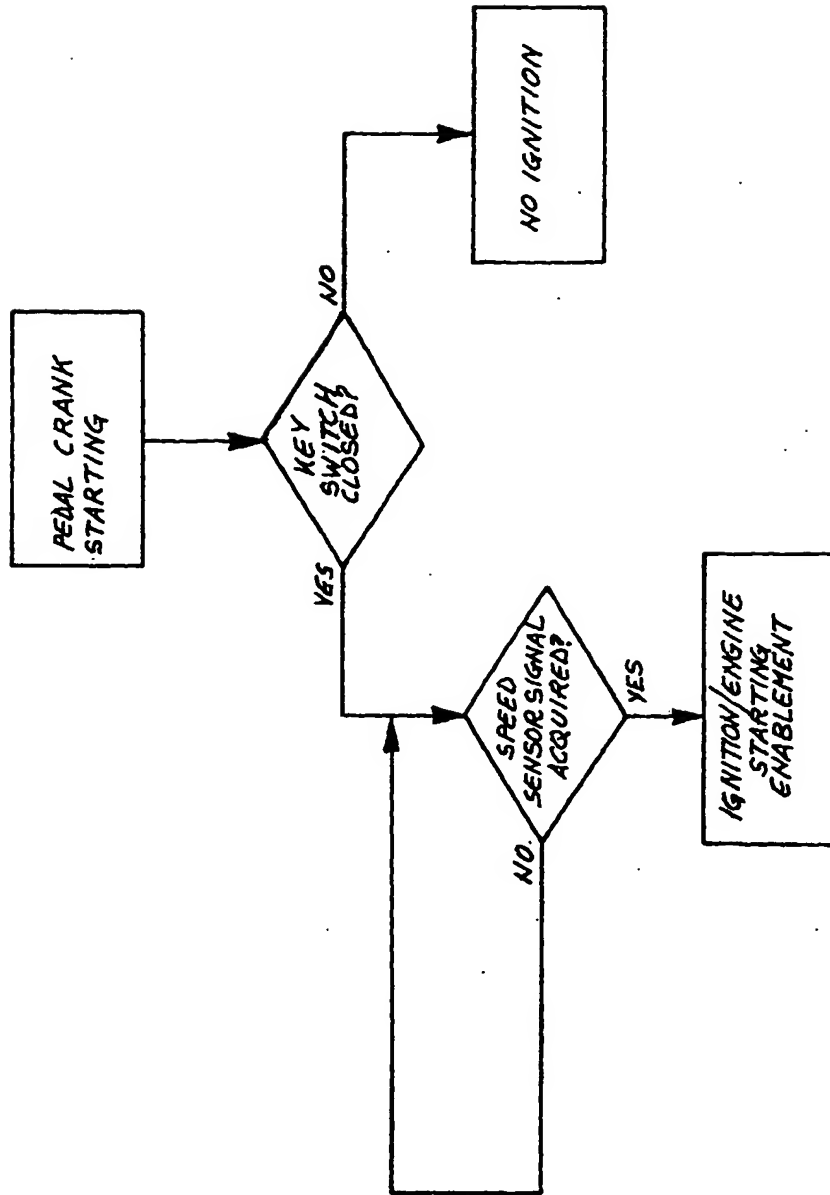 PEDAL CRANK
STARTING
KEY
SWITCH
CLOSED?
YES
NO
NO IGNITION
SPEED
SENSOR SIGNAL
ACQUIRED?
NO.
YES
IGNITION/ENGINE
STARTING
ENABLEMENT